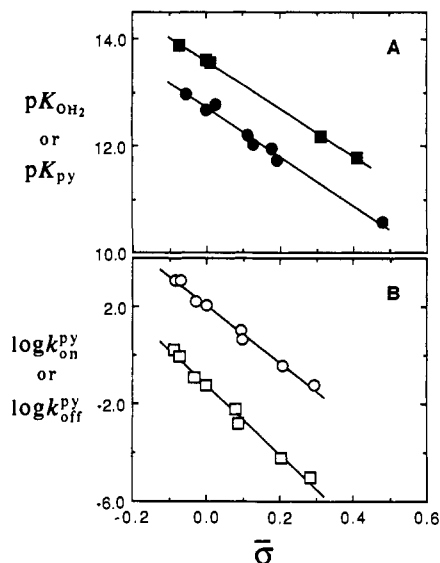 14.0
A
pK_OH₂
or
pK_py
12.0
10.0
B
2.0
log k_on^py
or
log k_off^py
-2.0
-6.0
-0.2 0.0 0.2 0.4 0.6
σ̄